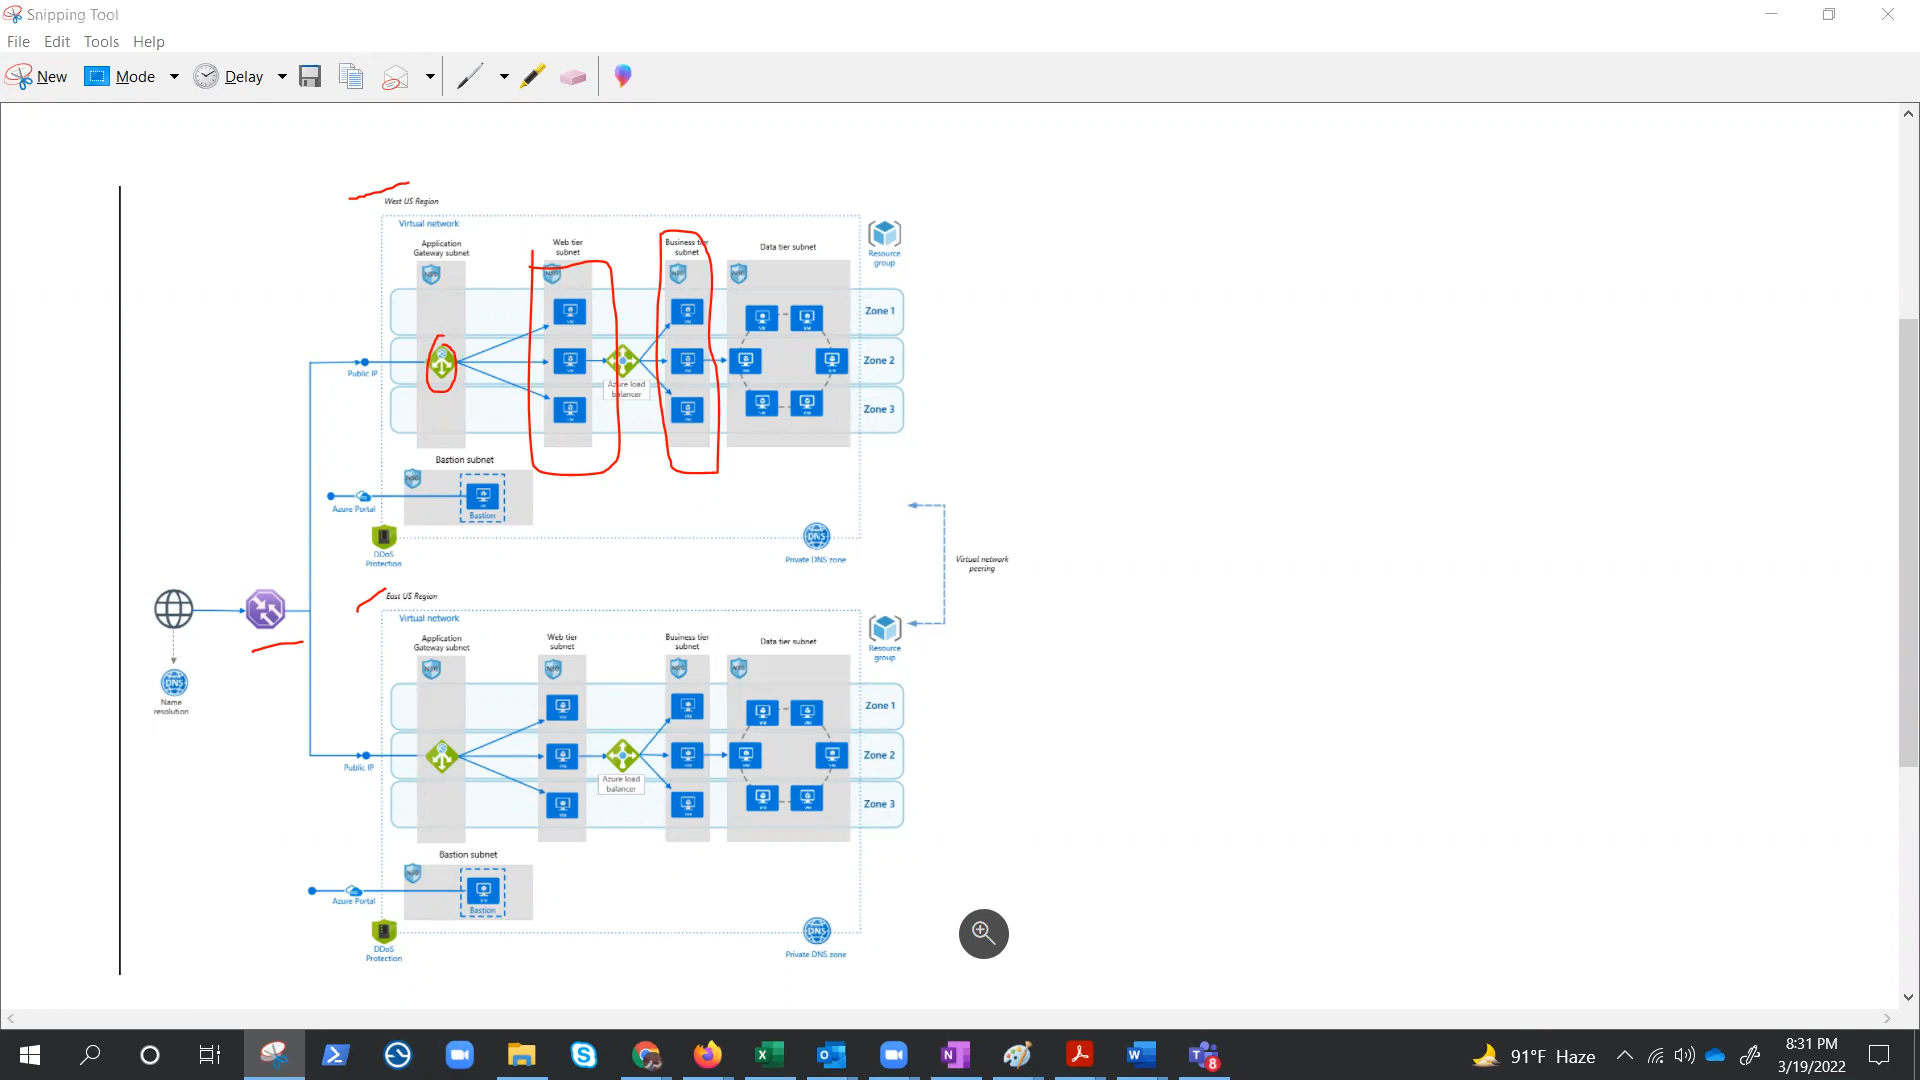 Snipping Tool
File Edit Tools Help
New Mode Delay
West US Region
Virtual network
Application
Gateway subnet
Web tier
subnet
Business tier
subnet
Data tier subnet
Resource
group
Zone 1
Zone 2
Zone 3
Public IP
Azure load
balancer
Bastion subnet
Azure Portal
Bastion
DDoS
Protection
DNS
Private DNS zone
Virtual network
peering
East US Region
Virtual network
Application
Gateway subnet
Web tier
subnet
Business tier
subnet
Data tier subnet
Resource
group
Zone 1
Zone 2
Zone 3
DNS
Name
resolution
Public IP
Azure load
balancer
Bastion subnet
Azure Portal
Bastion
DDoS
Protection
DNS
Private DNS zone
91°F Haze
8:31 PM
3/19/2022
8